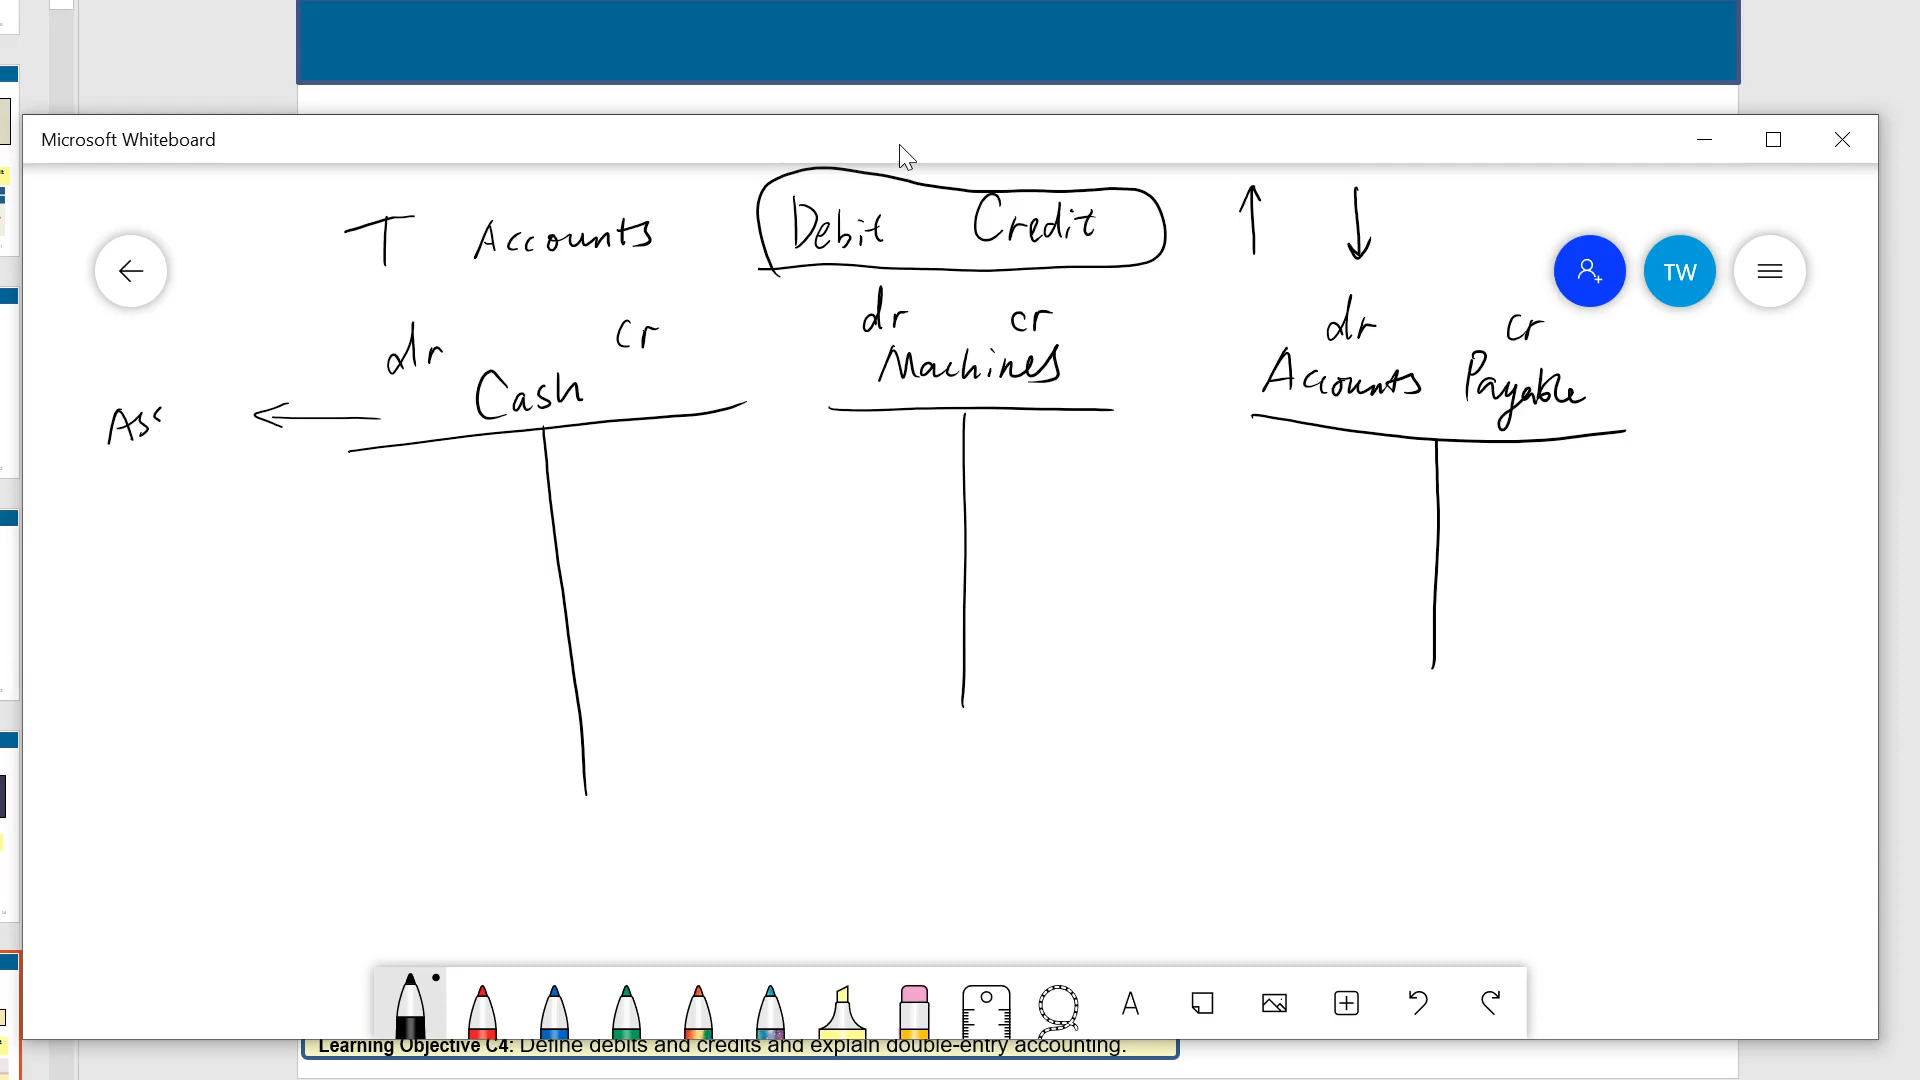 Microsoft Whiteboard
T Accounts Debit Credit
TW
dr cr dr cr dr cr
Cash Machines Accounts Payable
Ass
Learning Objective C4: Define debits and credits and explain double-entry accounting.